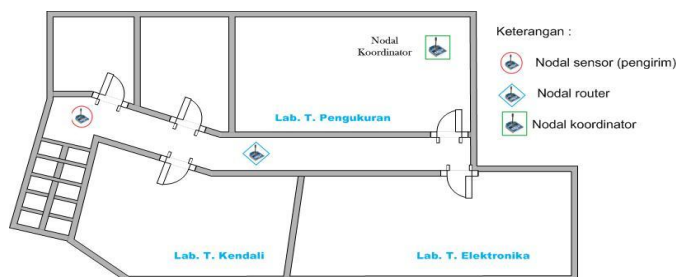 Nodal
Koordinator
Lab. T. Pengukuran
Lab. T. Kendali
Lab. T. Elektronika
Keterangan :
Nodal sensor (pengirim)
Nodal router
Nodal koordinator